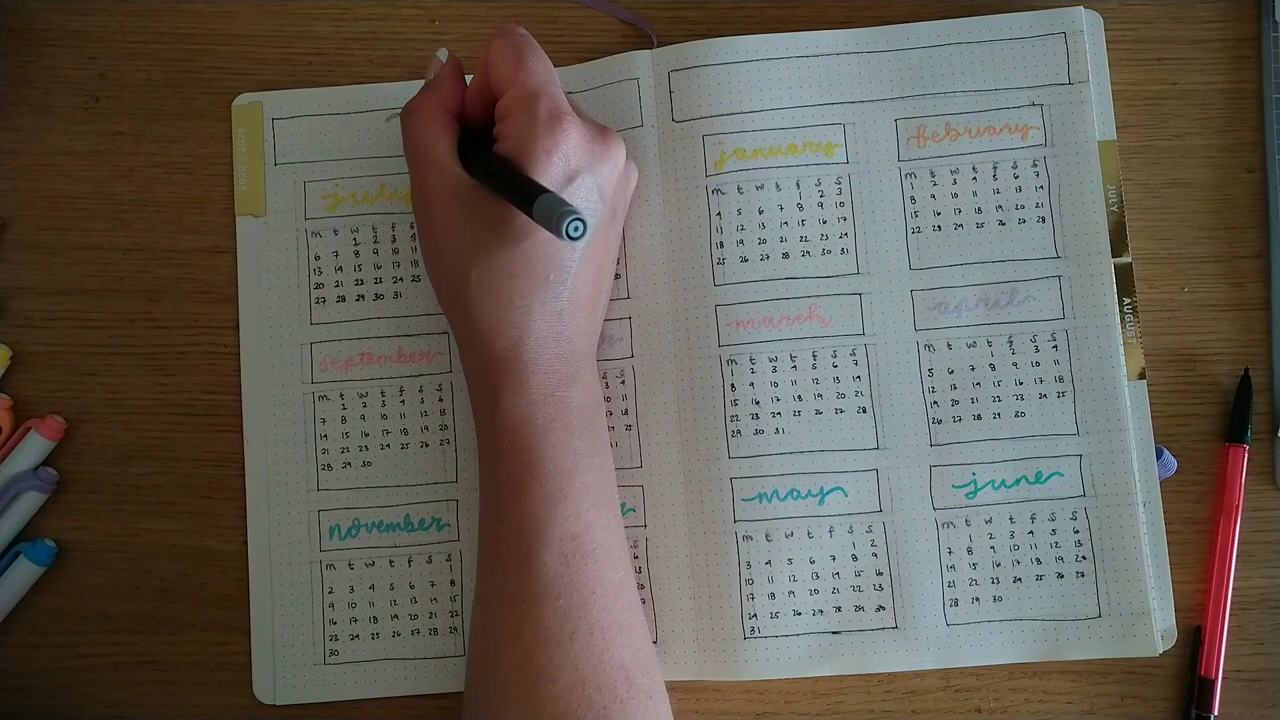 2020 - 2021
july
m t w t f
1 2 3 4
6 7 8 9 10 11
13 14 15 16 17 18
20 21 22 23 24 25
27 28 29 30 31
september
m t w t f s s
1 2 3 4 5 6
7 8 9 10 11 12 13
14 15 16 17 18 19 20
21 22 23 24 25 26 27
28 29 30
s s
3 4
10 11
17 18
25
november
m t w t f s s
1
2 3 4 5 6 7 8
9 10 11 12 13 14 15
16 17 18 19 20 21 22
23 24 25 26 27 28 29
30
january
m t w t f s s
1 2 3
4 5 6 7 8 9 10
11 12 13 14 15 16 17
18 19 20 21 22 23 24
25 26 27 28 29 30 31
february
m t w t f s s
1 2 3 4 5 6 7
8 9 10 11 12 13 14
15 16 17 18 19 20 21
22 23 24 25 26 27 28
march
m t w t f s s
1 2 3 4 5 6 7
8 9 10 11 12 13 14
15 16 17 18 19 20 21
22 23 24 25 26 27 28
29 30 31
april
m t w t f s s
1 2 3 4
5 6 7 8 9 10 11
12 13 14 15 16 17 18
19 20 21 22 23 24 25
26 27 28 29 30
may
m t w t f s s
1 2
3 4 5 6 7 8 9
10 11 12 13 14 15 16
17 18 19 20 21 22 23
24 25 26 27 28 29 30
31
june
m t w t f s s
1 2 3 4 5 6
7 8 9 10 11 12 13
14 15 16 17 18 19 20
21 22 23 24 25 26 27
28 29 30
JULY
AUGUST